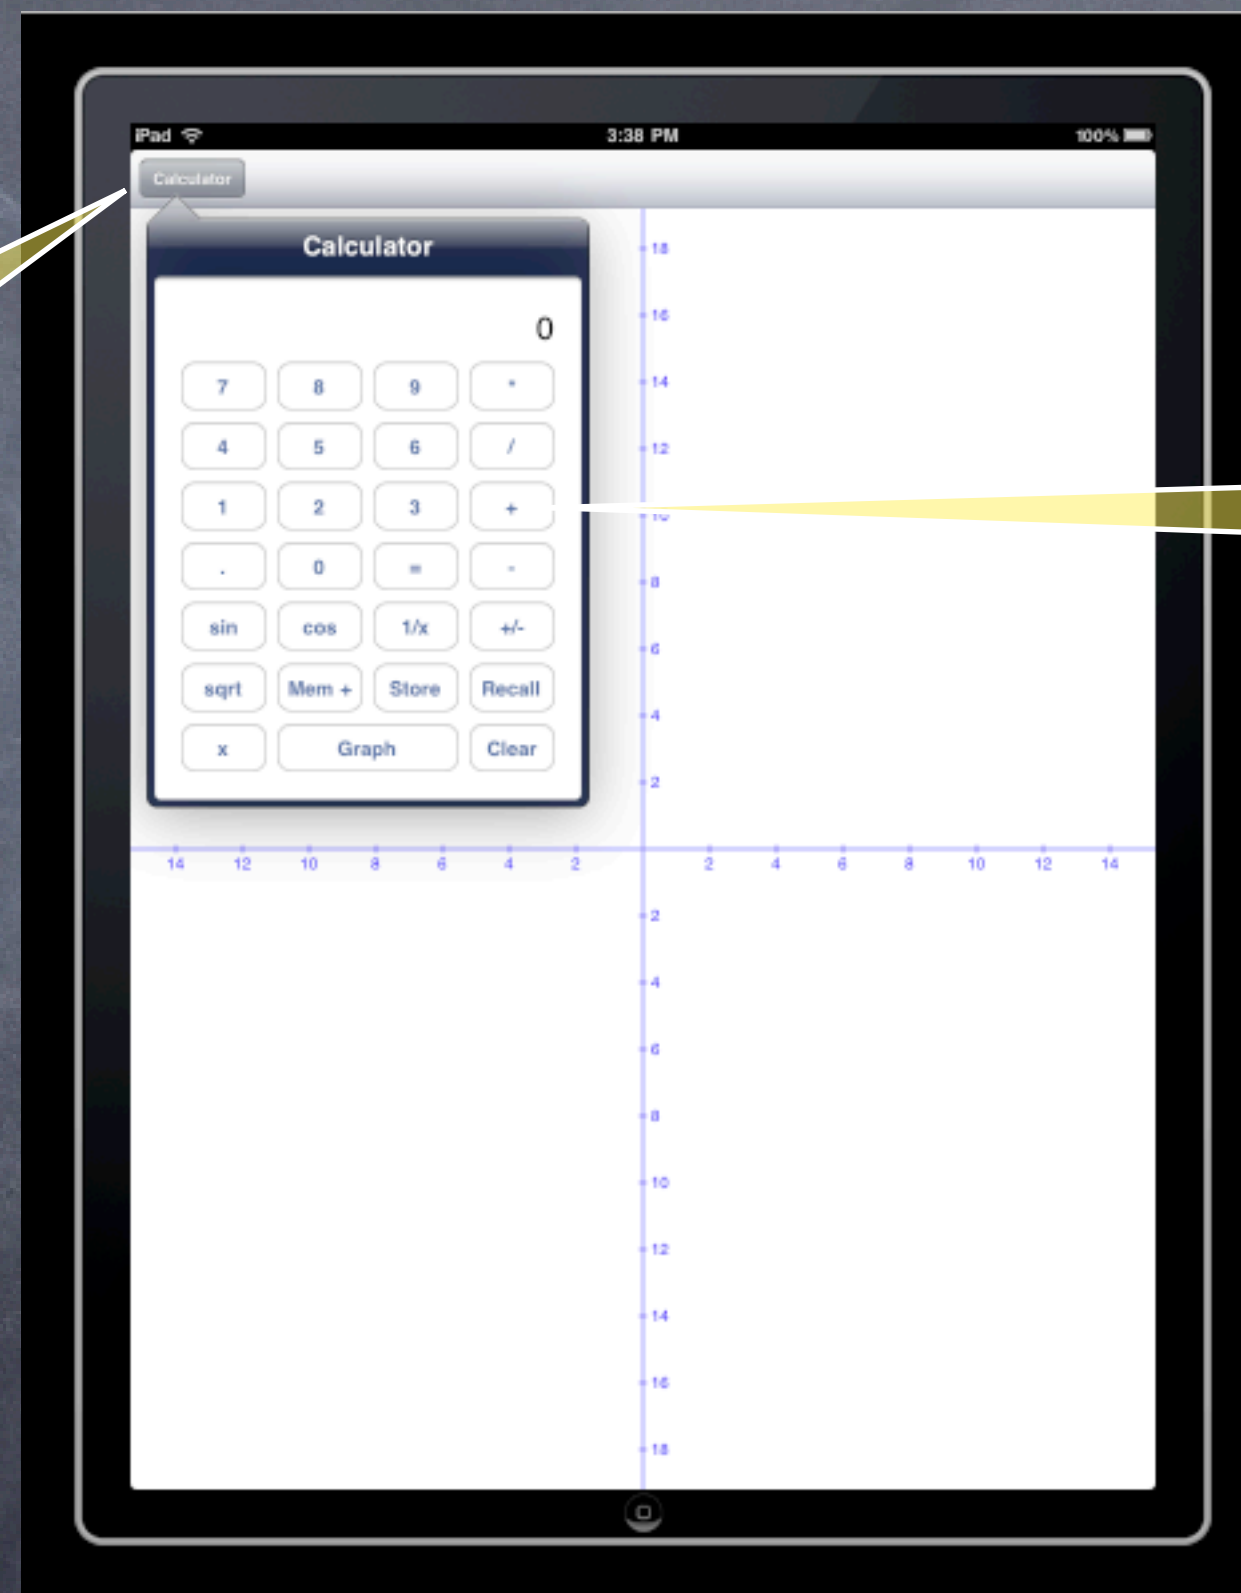 iPad 3:38 PM 100%
Calculator
Calculator
0
7 8 9 *
4 5 6 /
1 2 3 +
. 0 = -
sin cos 1/x +/-
sqrt Mem + Store Recall
x Graph Clear
18
16
14
12
10
8
6
4
2
14 12 10 8 6 4 2 2 4 6 8 10 12 14
2
4
6
8
10
12
14
16
18